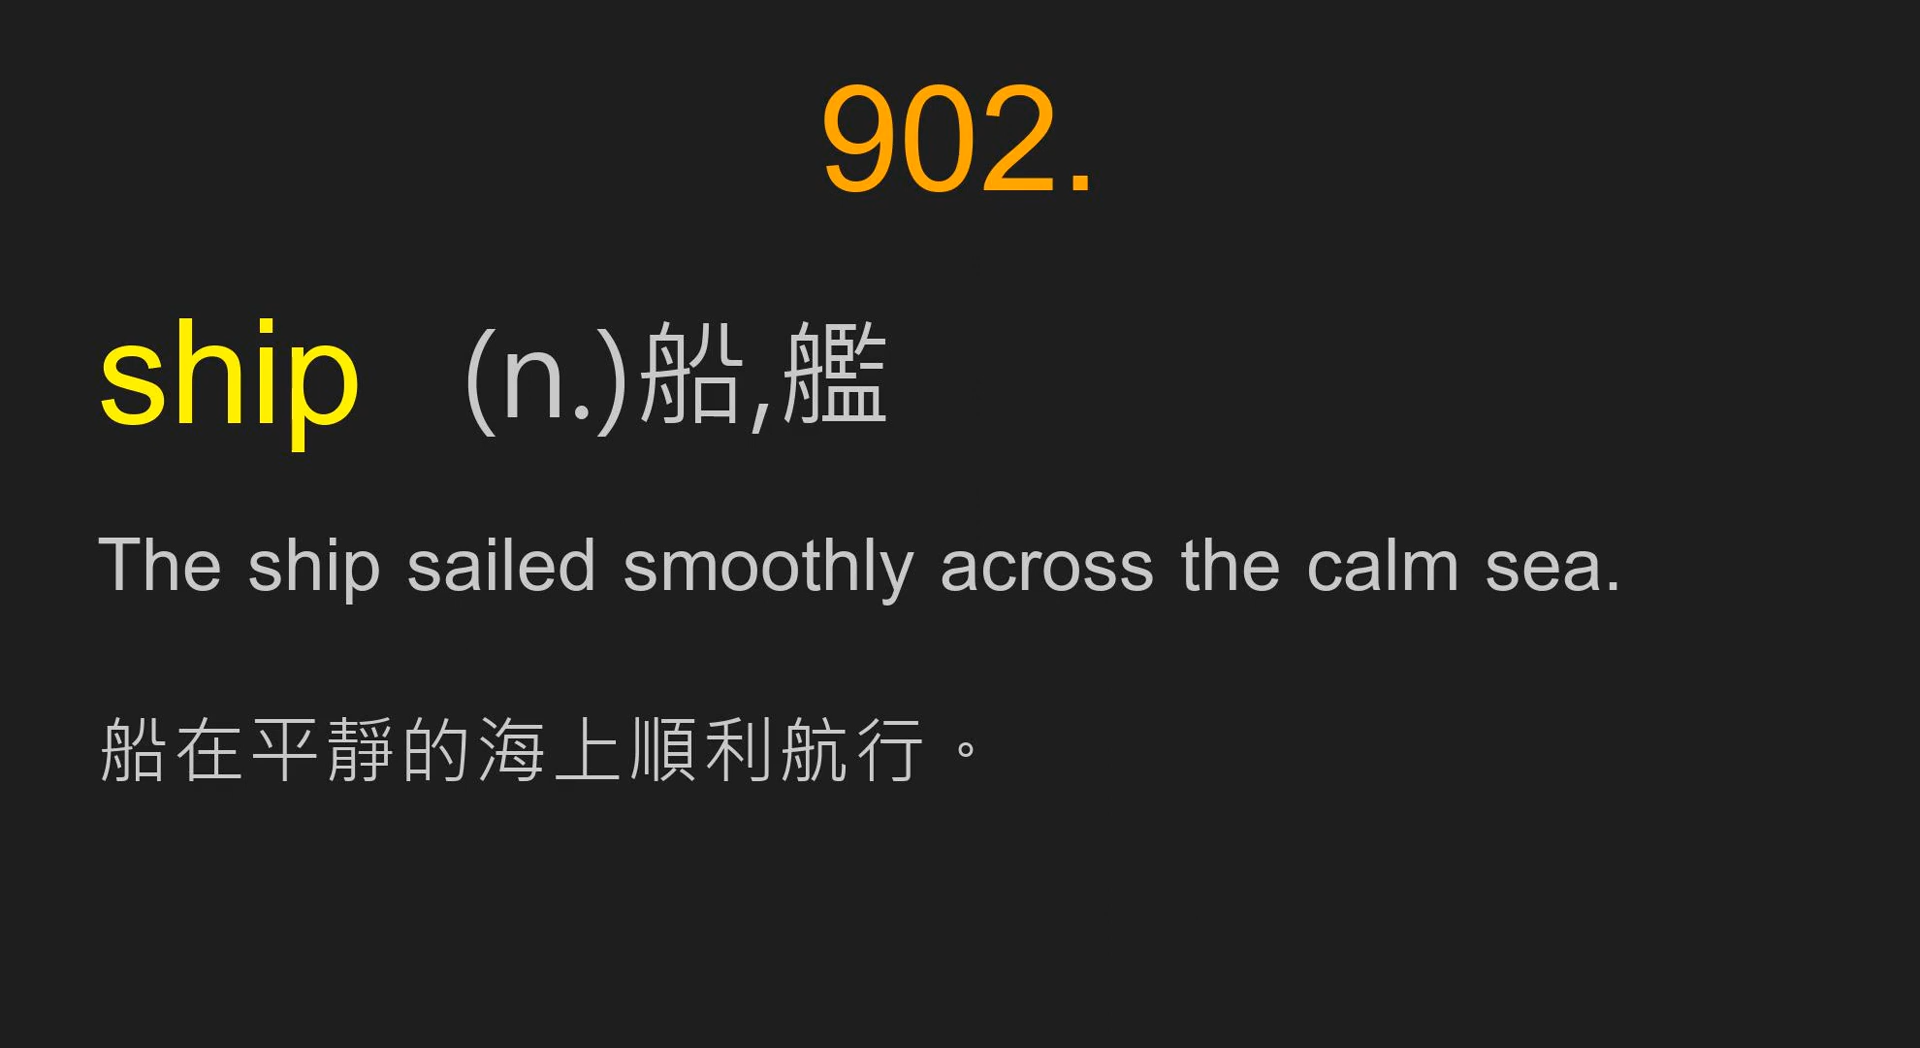 902.
ship (n.)船,艦
The ship sailed smoothly across the calm sea.
船在平靜的海上順利航行。